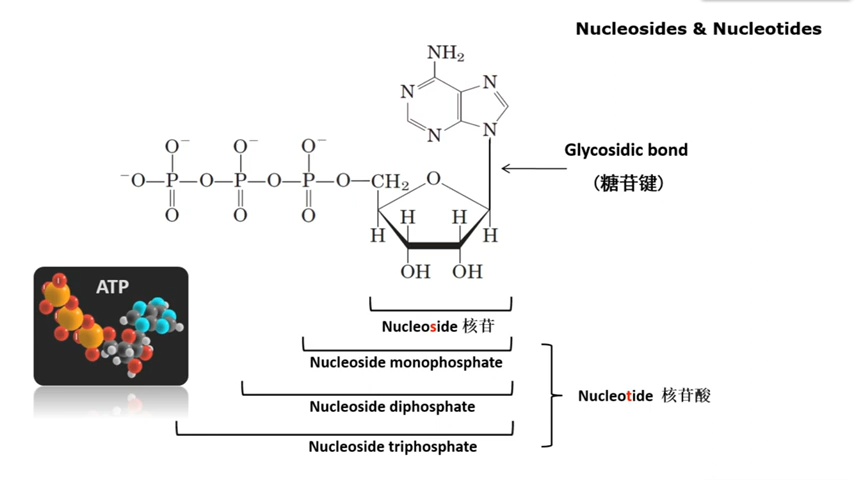 Nucleosides & Nucleotides
NH₂
N N
N N
O⁻ O⁻ O⁻
⁻O—P—O—P—O—P—O—CH₂ O
O O O
H H H H
OH OH
Glycosidic bond
（糖苷键）
ATP
Nucleoside 核苷
Nucleoside monophosphate
Nucleoside diphosphate
Nucleoside triphosphate
Nucleotide 核苷酸